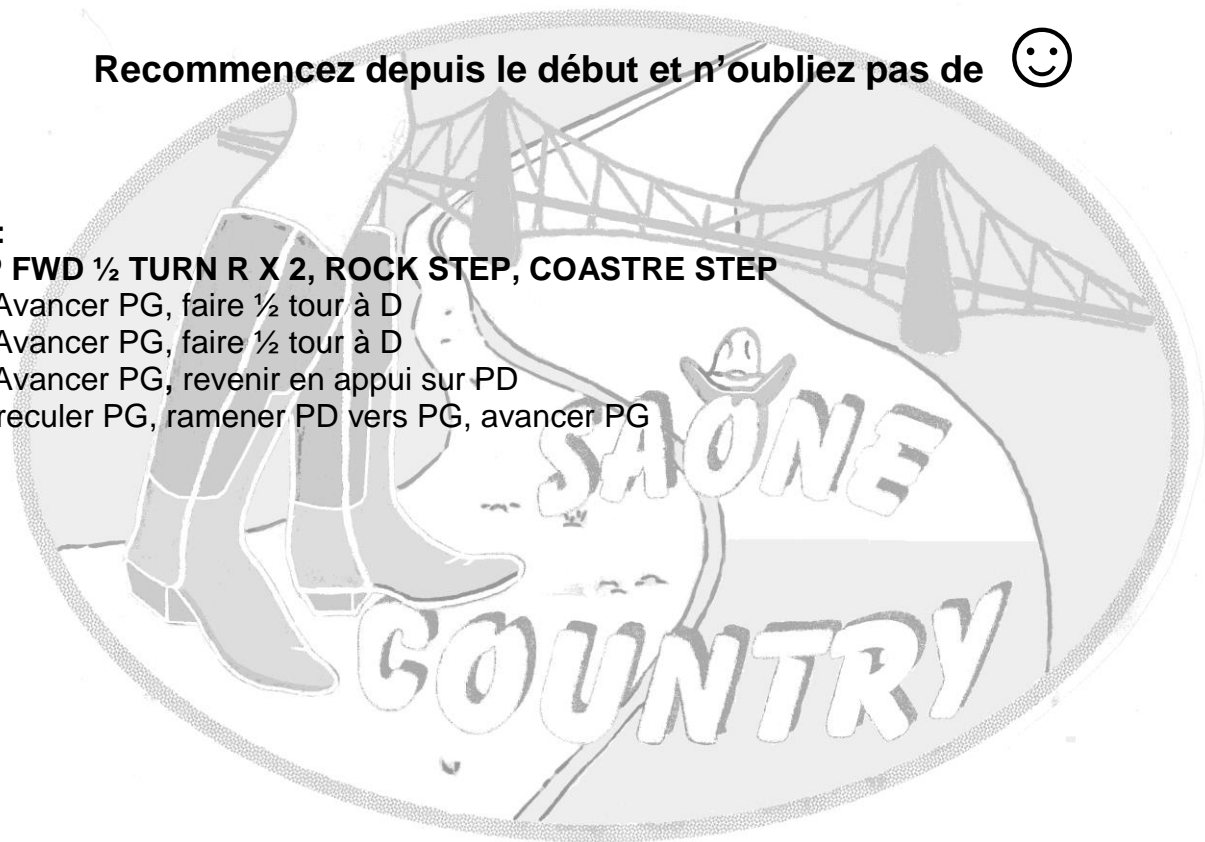 Recommencez depuis le début et n'oubliez pas de ☺
:
FWD ½ TURN R X 2, ROCK STEP, COASTRE STEP
Avancer PG, faire ½ tour à D
Avancer PG, faire ½ tour à D
Avancer PG, revenir en appui sur PD
reculer PG, ramener PD vers PG, avancer PG
SAONE
COUNTRY